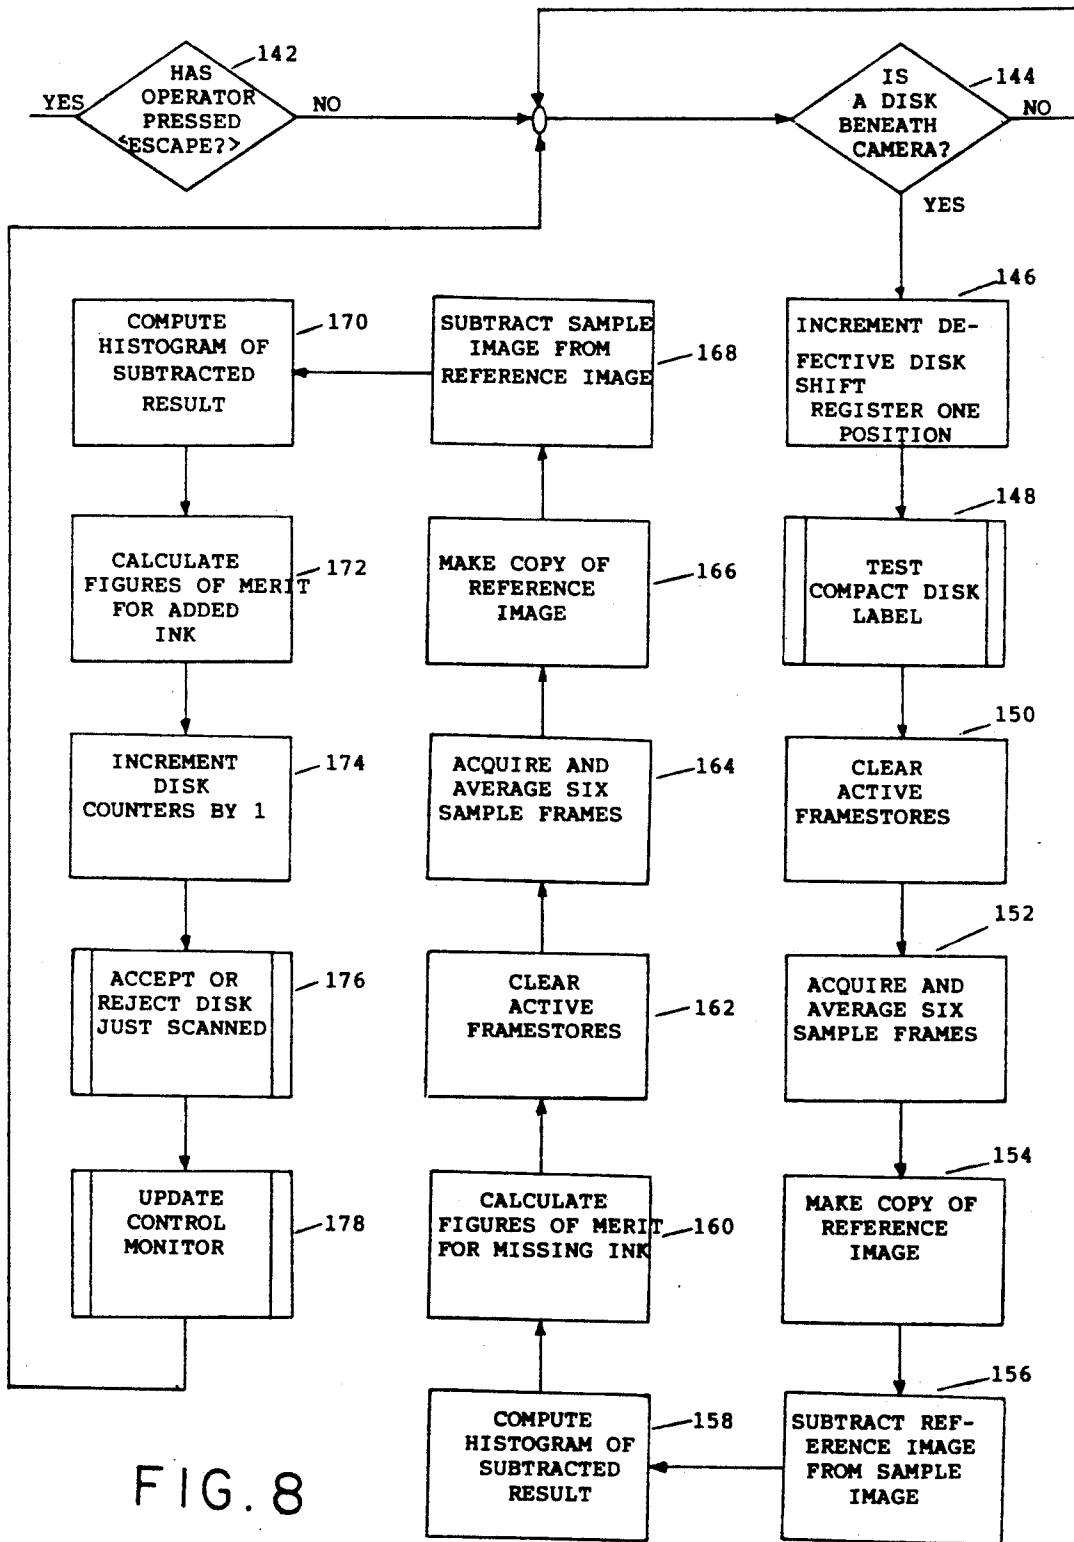 142
HAS
OPERATOR
PRESSED
<ESCAPE?>
YES
NO
144
IS
A DISK
BENEATH
CAMERA?
NO
YES
146
INCREMENT DE-
FECTIVE DISK
SHIFT
REGISTER ONE
POSITION
148
TEST
COMPACT DISK
LABEL
150
CLEAR
ACTIVE
FRAMESTORES
152
ACQUIRE AND
AVERAGE SIX
SAMPLE FRAMES
154
MAKE COPY OF
REFERENCE
IMAGE
156
SUBTRACT REF-
ERENCE IMAGE
FROM SAMPLE
IMAGE
158
COMPUTE
HISTOGRAM OF
SUBTRACTED
RESULT
160
CALCULATE
FIGURES OF MERIT
FOR MISSING INK
162
CLEAR
ACTIVE
FRAMESTORES
164
ACQUIRE AND
AVERAGE SIX
SAMPLE FRAMES
166
MAKE COPY OF
REFERENCE
IMAGE
168
SUBTRACT SAMPLE
IMAGE FROM
REFERENCE IMAGE
170
COMPUTE
HISTOGRAM OF
SUBTRACTED
RESULT
172
CALCULATE
FIGURES OF MERIT
FOR ADDED
INK
174
INCREMENT
DISK
COUNTERS BY 1
176
ACCEPT OR
REJECT DISK
JUST SCANNED
178
UPDATE
CONTROL
MONITOR
FIG. 8